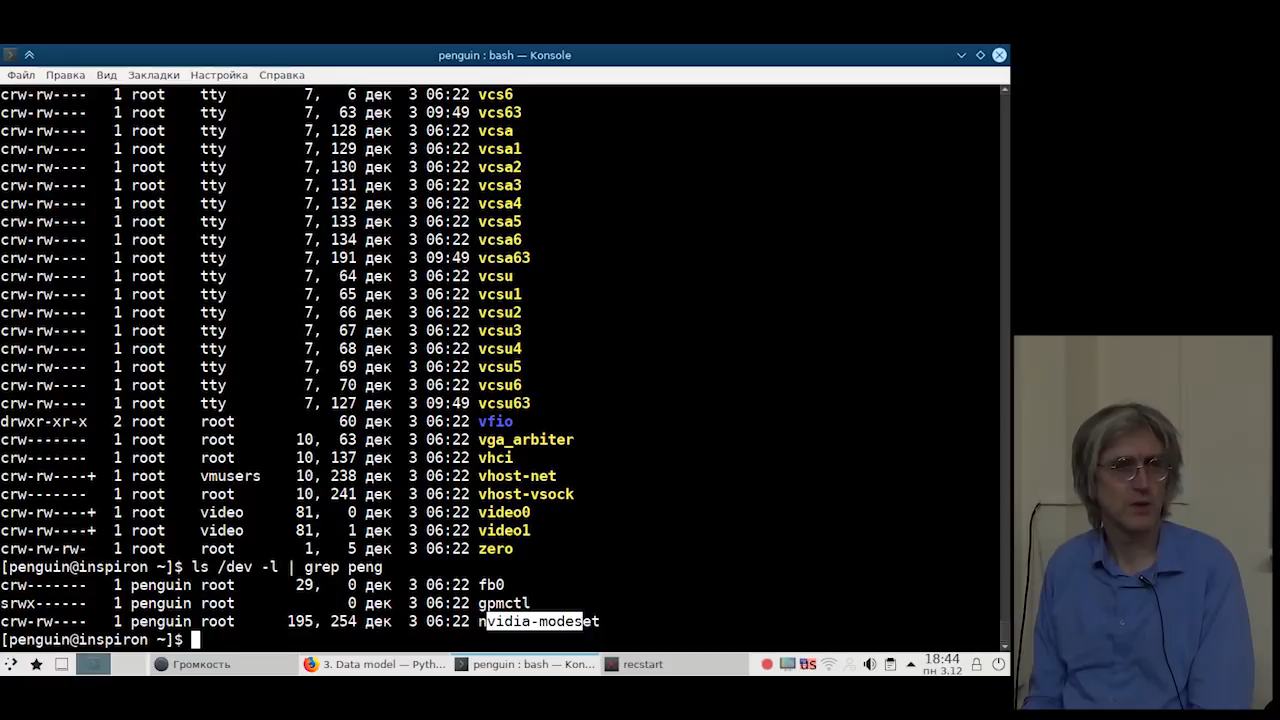 penguin : bash — Konsole
Файл Правка Вид Закладки Настройка Справка
crw-rw---- 1 root tty 7, 6 дек 3 06:22 vcs6
crw-rw---- 1 root tty 7, 63 дек 3 09:49 vcs63
crw-rw---- 1 root tty 7, 128 дек 3 06:22 vcsa
crw-rw---- 1 root tty 7, 129 дек 3 06:22 vcsa1
crw-rw---- 1 root tty 7, 130 дек 3 06:22 vcsa2
crw-rw---- 1 root tty 7, 131 дек 3 06:22 vcsa3
crw-rw---- 1 root tty 7, 132 дек 3 06:22 vcsa4
crw-rw---- 1 root tty 7, 133 дек 3 06:22 vcsa5
crw-rw---- 1 root tty 7, 134 дек 3 06:22 vcsa6
crw-rw---- 1 root tty 7, 191 дек 3 09:49 vcsa63
crw-rw---- 1 root tty 7, 64 дек 3 06:22 vcsu
crw-rw---- 1 root tty 7, 65 дек 3 06:22 vcsu1
crw-rw---- 1 root tty 7, 66 дек 3 06:22 vcsu2
crw-rw---- 1 root tty 7, 67 дек 3 06:22 vcsu3
crw-rw---- 1 root tty 7, 68 дек 3 06:22 vcsu4
crw-rw---- 1 root tty 7, 69 дек 3 06:22 vcsu5
crw-rw---- 1 root tty 7, 70 дек 3 06:22 vcsu6
crw-rw---- 1 root tty 7, 127 дек 3 09:49 vcsu63
drwxr-xr-x 2 root root 60 дек 3 06:22 vfio
crw------- 1 root root 10, 63 дек 3 06:22 vga_arbiter
crw------- 1 root root 10, 137 дек 3 06:22 vhci
crw-rw----+ 1 root vmusers 10, 238 дек 3 06:22 vhost-net
crw------- 1 root root 10, 241 дек 3 06:22 vhost-vsock
crw-rw----+ 1 root video 81, 0 дек 3 06:22 video0
crw-rw----+ 1 root video 81, 1 дек 3 06:22 video1
crw-rw-rw- 1 root root 1, 5 дек 3 06:22 zero
[penguin@inspiron ~]$ ls /dev -l | grep peng
crw------- 1 penguin root 29, 0 дек 3 06:22 fb0
srwx------ 1 penguin root 0 дек 3 06:22 gpmctl
crw-rw---- 1 penguin root 195, 254 дек 3 06:22 nvidia-modeset
[penguin@inspiron ~]$
Громкость 3. Data model — Pyth... penguin : bash — Kon... recstart us 18:44
пн 3.12